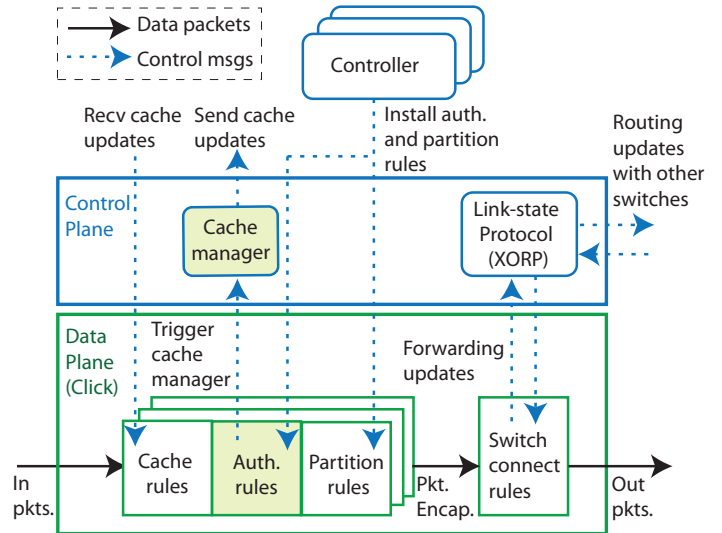 Data packets
Control msgs
Controller
Recv cache
updates
Send cache
updates
Install auth.
and partition
rules
Routing
updates
with other
switches
Control
Plane
Cache
manager
Link-state
Protocol
(XORP)
Data
Plane
(Click)
Trigger
cache
manager
Forwarding
updates
Cache
rules
Auth.
rules
Partition
rules
Switch
connect
rules
In
pkts.
Pkt.
Encap.
Out
pkts.